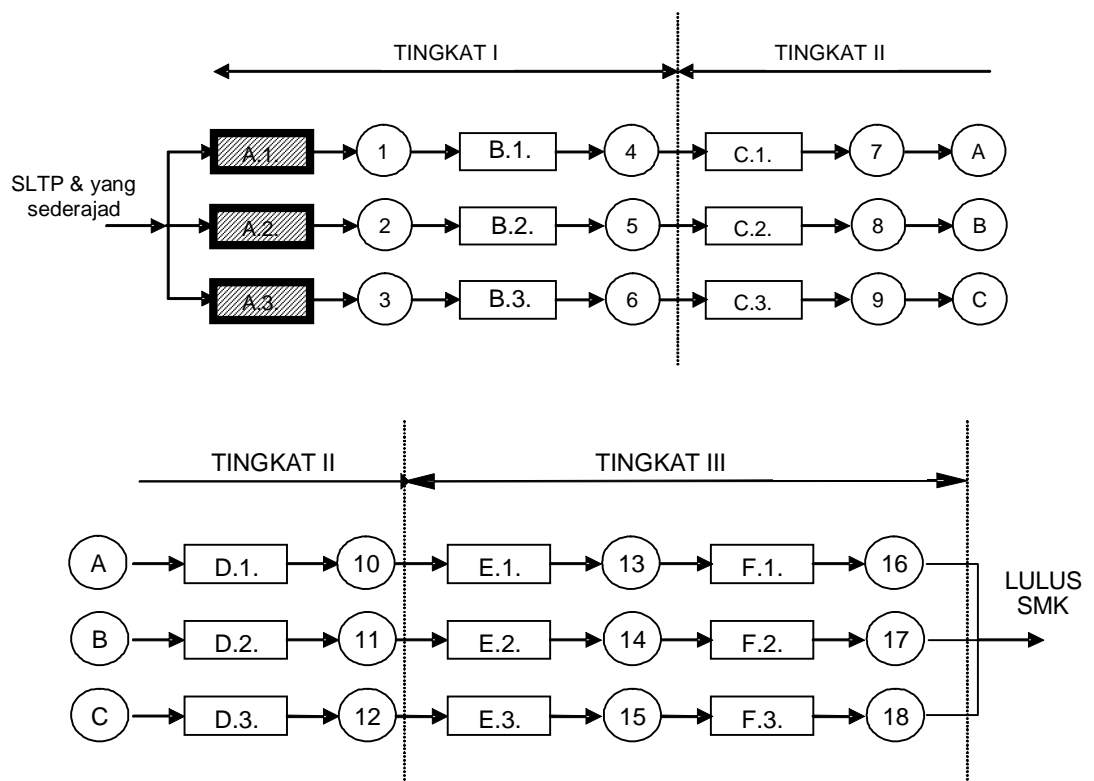 TINGKAT I
TINGKAT II
A.1.
1
B.1.
4
C.1.
7
A
SLTP & yang
sederajad
A.2.
2
B.2.
5
C.2.
8
B
A.3.
3
B.3.
6
C.3.
9
C
TINGKAT II
TINGKAT III
A
D.1.
10
E.1.
13
F.1.
16
LULUS
SMK
B
D.2.
11
E.2.
14
F.2.
17
C
D.3.
12
E.3.
15
F.3.
18